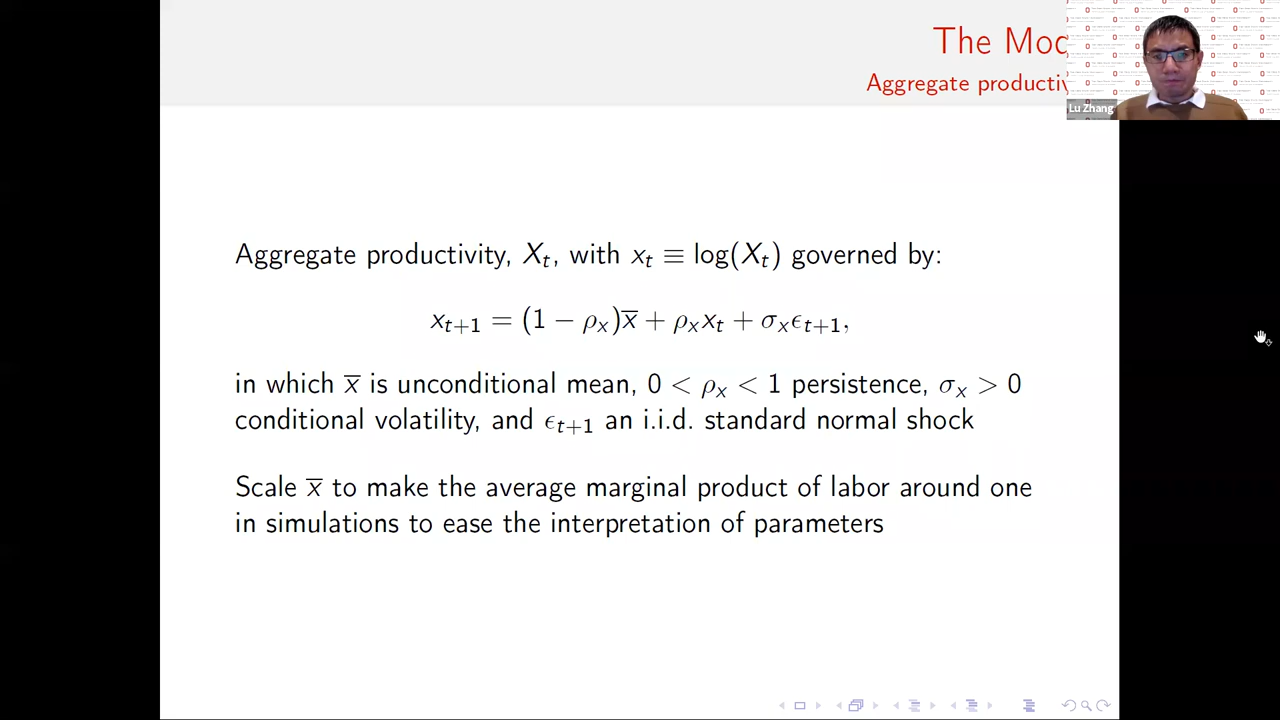 The Mod
Aggregate productiv
Lu Zhang
Aggregate productivity, Xₜ, with xₜ ≡ log(Xₜ) governed by:
xₜ₊₁ = (1 − ρₓ)x̅ + ρₓxₜ + σₓϵₜ₊₁,
in which x̅ is unconditional mean, 0 < ρₓ < 1 persistence, σₓ > 0
conditional volatility, and ϵₜ₊₁ an i.i.d. standard normal shock
Scale x̅ to make the average marginal product of labor around one
in simulations to ease the interpretation of parameters